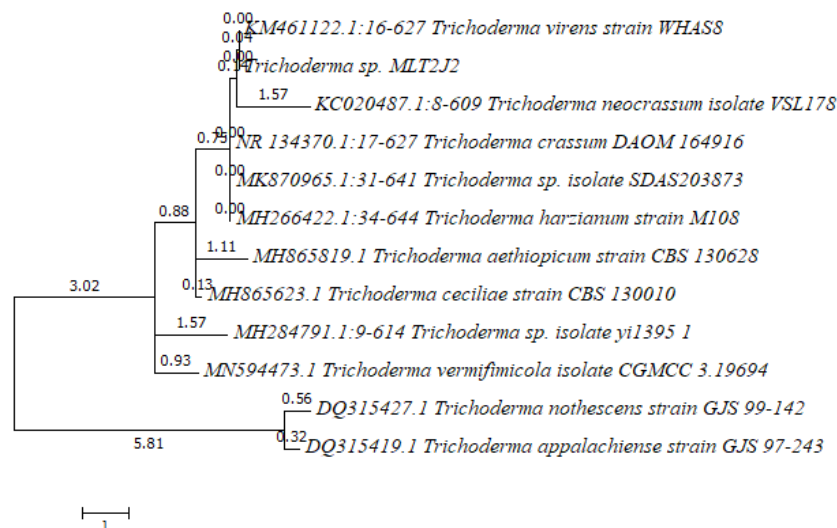 0.00
KM461122.1:16-627 Trichoderma virens strain WHAS8
0.04
0.00
0.14
Trichoderma sp. MLT2J2
1.57
KC020487.1:8-609 Trichoderma neocrassum isolate VSL178
0.00
0.75
NR 134370.1:17-627 Trichoderma crassum DAOM 164916
0.00
MK870965.1:31-641 Trichoderma sp. isolate SDAS203873
0.00
MH266422.1:34-644 Trichoderma harzianum strain M108
0.88
1.11
MH865819.1 Trichoderma aethiopicum strain CBS 130628
3.02
0.13
MH865623.1 Trichoderma ceciliae strain CBS 130010
1.57
MH284791.1:9-614 Trichoderma sp. isolate yi1395 1
0.93
MN594473.1 Trichoderma vermifimicola isolate CGMCC 3.19694
0.56
DQ315427.1 Trichoderma nothescens strain GJS 99-142
5.81
0.32
DQ315419.1 Trichoderma appalachiense strain GJS 97-243
1